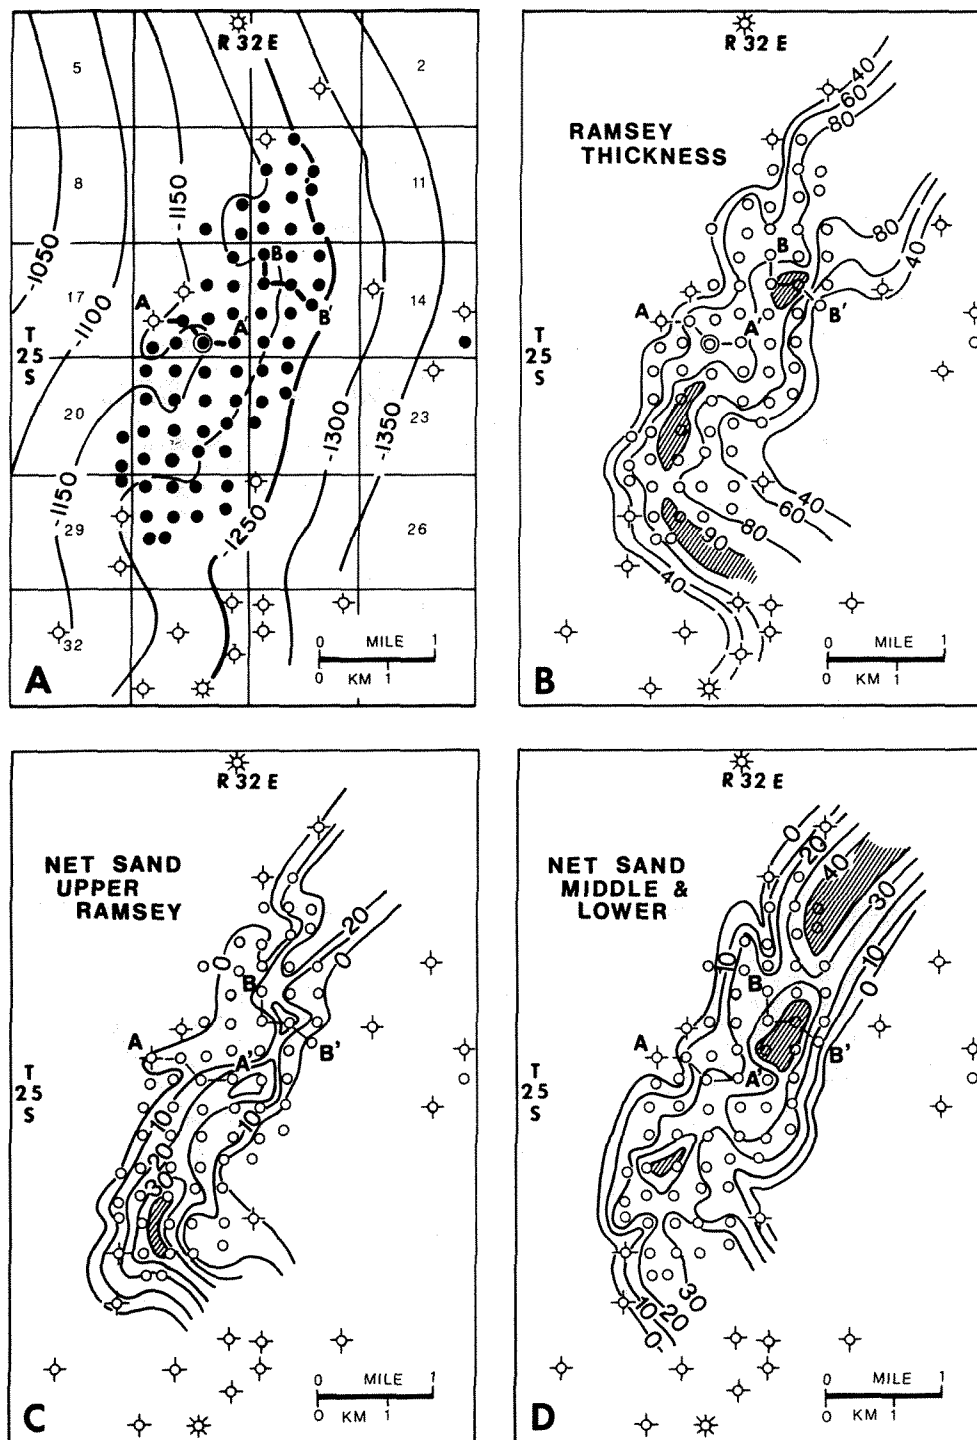 R 32 E
5
2
8
11
-1150
-1050
B
17
A
14
-1100
A'
B'
T
25
S
20
23
-1300
-1350
-1150
29
-1250
26
32
0 MILE 1
0 KM 1
A
R 32 E
40
60
80
RAMSEY
THICKNESS
80
B
40
A
A'
B'
T
25
S
40
60
90
80
40
0 MILE 1
0 KM 1
B
R 32 E
NET SAND
UPPER
RAMSEY
20
0
0
B
A
A'
B'
T
25
S
10
10
20
30
0 MILE 1
0 KM 1
C
R 32 E
0
20
NET SAND
MIDDLE &
LOWER
40
30
10
10
0
B
A
A'
B'
T
25
S
30
20
10
0
0 MILE 1
0 KM 1
D